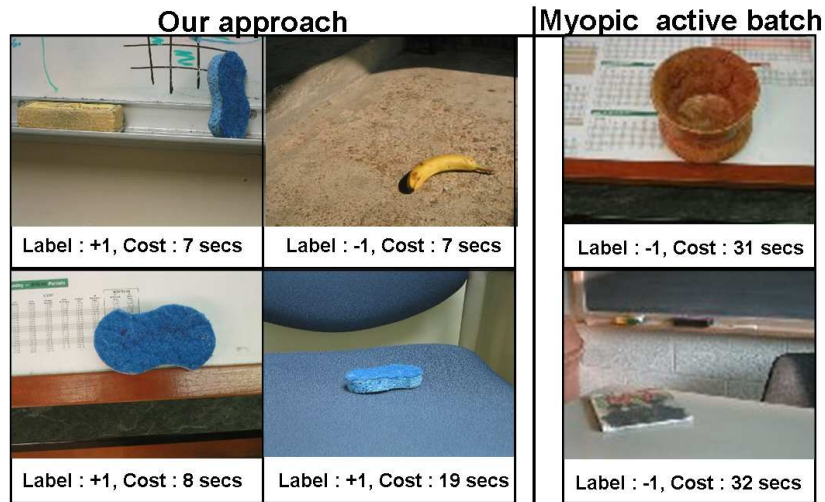 Our approach
Myopic active batch
Label : +1, Cost : 7 secs
Label : -1, Cost : 7 secs
Label : -1, Cost : 31 secs
Label : +1, Cost : 8 secs
Label : +1, Cost : 19 secs
Label : -1, Cost : 32 secs